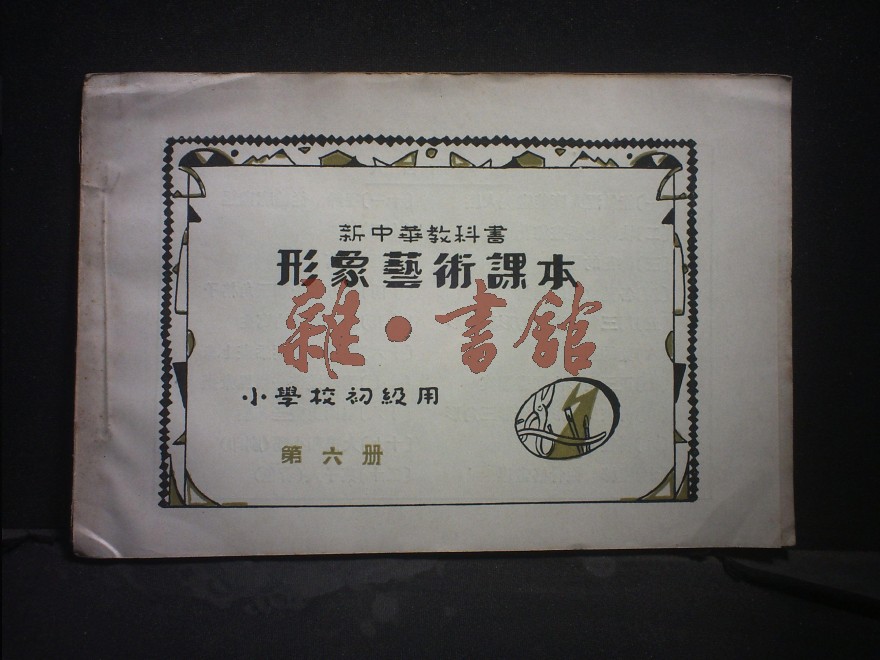 新中華教科書
形象藝術課本
雜·書館
小學校初級用
第六册